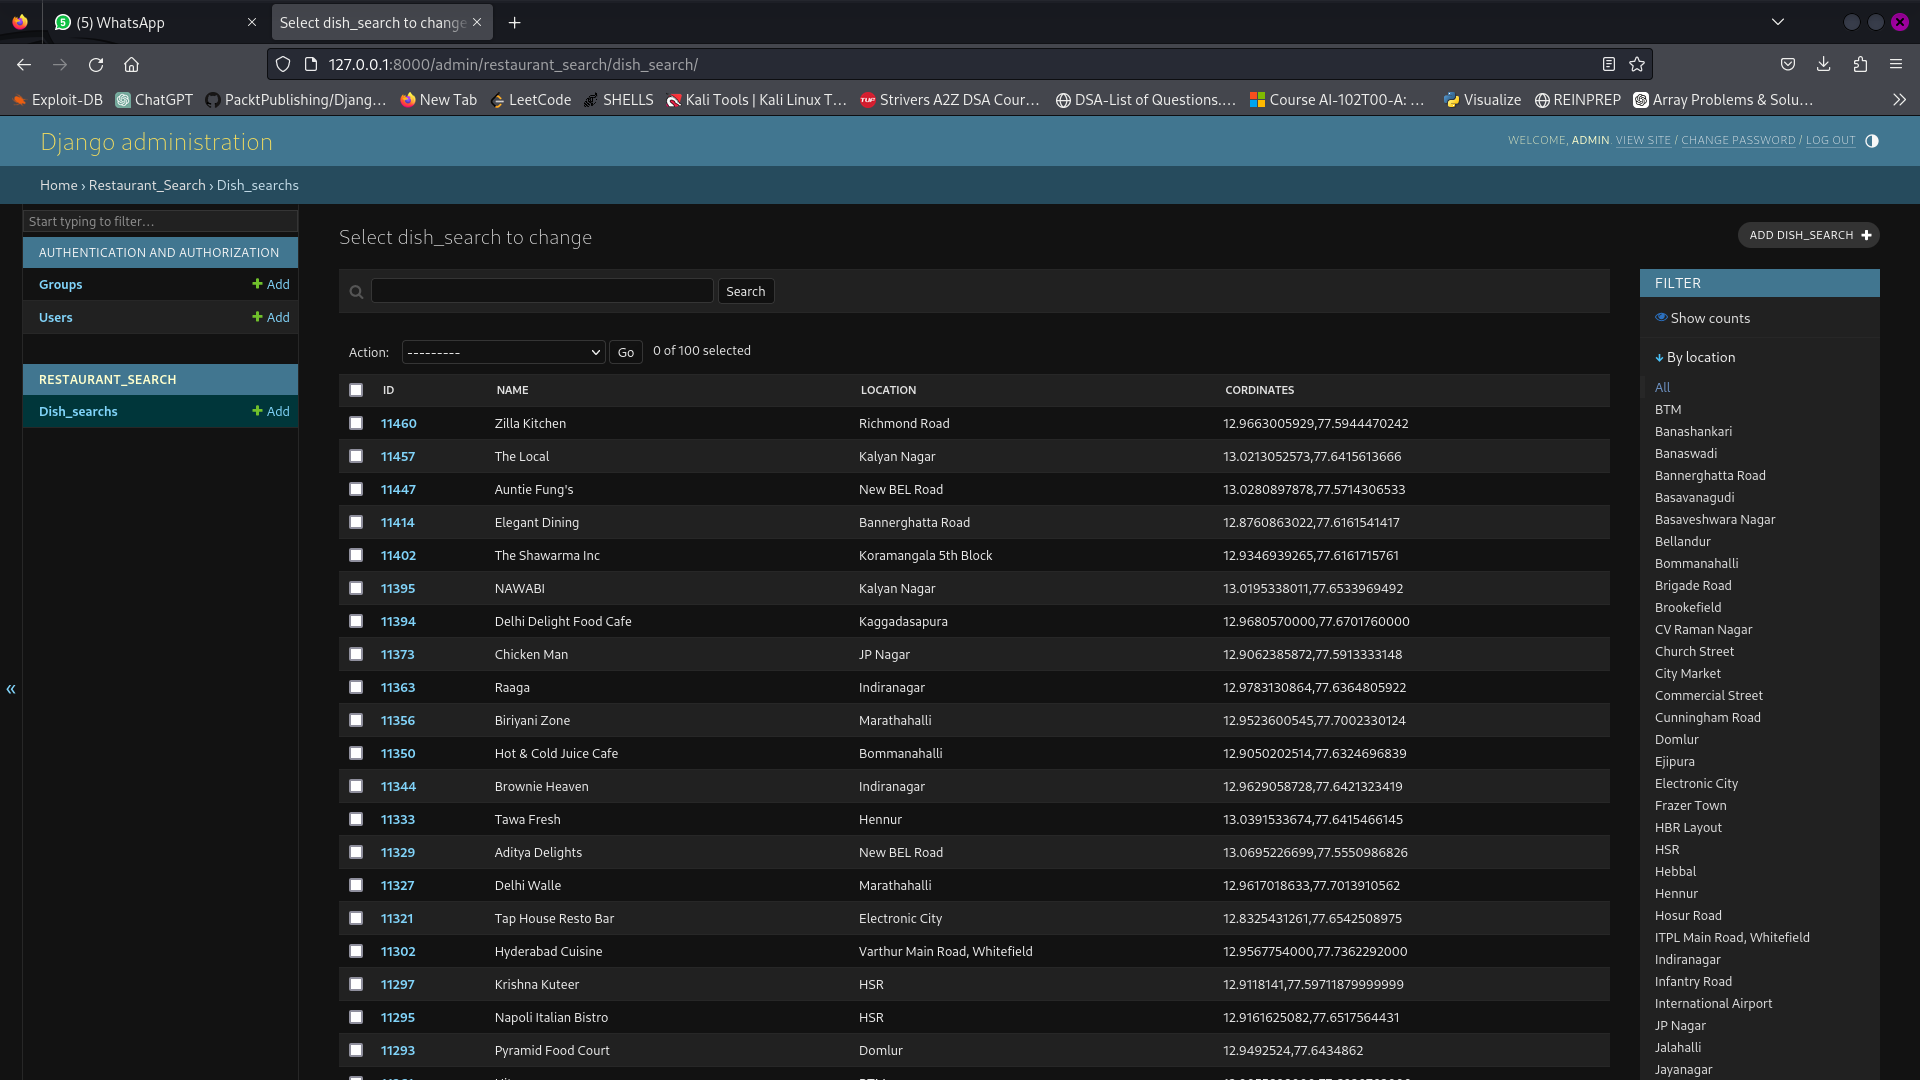 (5) WhatsApp
Select dish_search to change
127.0.0.1:8000/admin/restaurant_search/dish_search/
Exploit-DB ChatGPT PacktPublishing/Djang… New Tab LeetCode SHELLS Kali Tools | Kali Linux T… Strivers A2Z DSA Cour… DSA-List of Questions.… Course AI-102T00-A: … Visualize REINPREP Array Problems & Solu…
Django administration
WELCOME, ADMIN. VIEW SITE / CHANGE PASSWORD / LOG OUT
Home › Restaurant_Search › Dish_searchs
Start typing to filter…
AUTHENTICATION AND AUTHORIZATION
Groups Add
Users Add
RESTAURANT_SEARCH
Dish_searchs Add
«
Select dish_search to change
ADD DISH_SEARCH
Search
Action: --------- Go 0 of 100 selected
ID NAME LOCATION CORDINATES
11460 Zilla Kitchen Richmond Road 12.9663005929,77.5944470242
11457 The Local Kalyan Nagar 13.0213052573,77.6415613666
11447 Auntie Fung's New BEL Road 13.0280897878,77.5714306533
11414 Elegant Dining Bannerghatta Road 12.8760863022,77.6161541417
11402 The Shawarma Inc Koramangala 5th Block 12.9346939265,77.6161715761
11395 NAWABI Kalyan Nagar 13.0195338011,77.6533969492
11394 Delhi Delight Food Cafe Kaggadasapura 12.9680570000,77.6701760000
11373 Chicken Man JP Nagar 12.9062385872,77.5913333148
11363 Raaga Indiranagar 12.9783130864,77.6364805922
11356 Biriyani Zone Marathahalli 12.9523600545,77.7002330124
11350 Hot & Cold Juice Cafe Bommanahalli 12.9050202514,77.6324696839
11344 Brownie Heaven Indiranagar 12.9629058728,77.6421323419
11333 Tawa Fresh Hennur 13.0391533674,77.6415466145
11329 Aditya Delights New BEL Road 13.0695226699,77.5550986826
11327 Delhi Walle Marathahalli 12.9617018633,77.7013910562
11321 Tap House Resto Bar Electronic City 12.8325431261,77.6542508975
11302 Hyderabad Cuisine Varthur Main Road, Whitefield 12.9567754000,77.7362292000
11297 Krishna Kuteer HSR 12.9118141,77.59711879999999
11295 Napoli Italian Bistro HSR 12.9161625082,77.6517564431
11293 Pyramid Food Court Domlur 12.9492524,77.6434862
FILTER
Show counts
By location
All
BTM
Banashankari
Banaswadi
Bannerghatta Road
Basavanagudi
Basaveshwara Nagar
Bellandur
Bommanahalli
Brigade Road
Brookefield
CV Raman Nagar
Church Street
City Market
Commercial Street
Cunningham Road
Domlur
Ejipura
Electronic City
Frazer Town
HBR Layout
HSR
Hebbal
Hennur
Hosur Road
ITPL Main Road, Whitefield
Indiranagar
Infantry Road
International Airport
JP Nagar
Jalahalli
Jayanagar